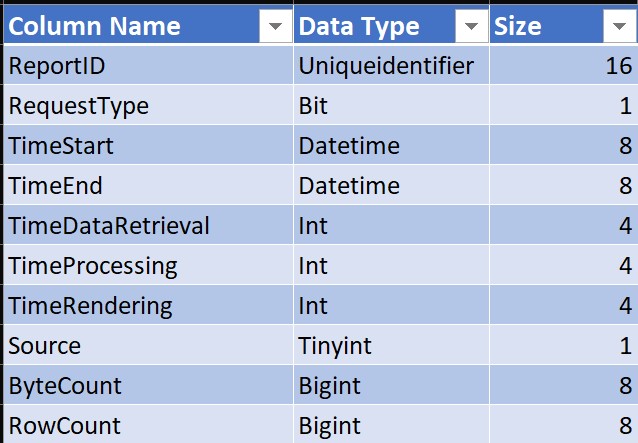 Column Name Data Type Size
ReportID Uniqueidentifier 16
RequestType Bit 1
TimeStart Datetime 8
TimeEnd Datetime 8
TimeDataRetrieval Int 4
TimeProcessing Int 4
TimeRendering Int 4
Source Tinyint 1
ByteCount Bigint 8
RowCount Bigint 8